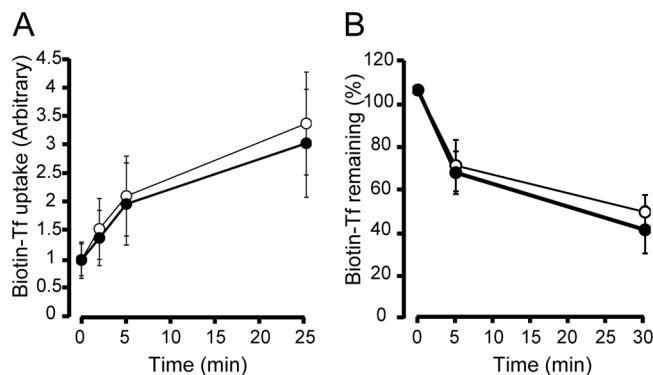 A
Biotin-Tf uptake (Arbitrary)
4.5
4
3.5
3
2.5
2
1.5
1
0.5
0
0 5 10 15 20 25
Time (min)
B
Biotin-Tf remaining (%)
120
100
80
60
40
20
0
0 5 10 15 20 25 30
Time (min)